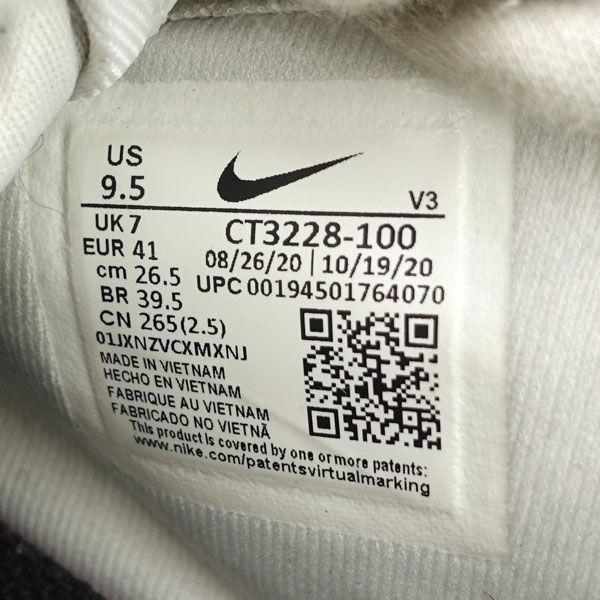 US
9.5
V3
UK 7
EUR 41
cm 26.5
BR 39.5
CN 265(2.5)
CT3228-100
08/26/20 | 10/19/20
UPC 00194501764070
01JXNZVCXMXNJ
MADE IN VIETNAM
HECHO EN VIETNAM
FABRIQUE AU VIETNAM
FABRICADO NO VIETNÃ
This product is covered by one or more patents:
www.nike.com/patentsvirtualmarking